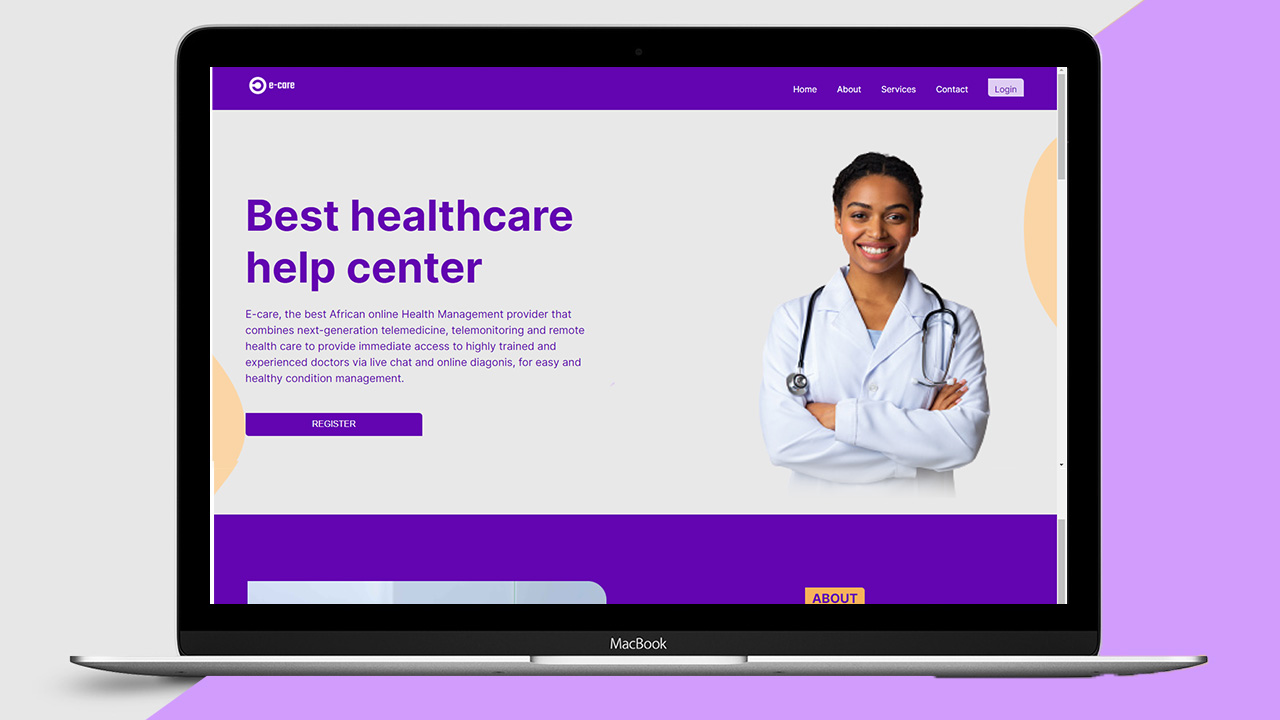 e-core
Home About Services Contact Login
Best healthcare
help center
E-care, the best African online Health Management provider that
combines next-generation telemedicine, telemonitoring and remote
health care to provide immediate access to highly trained and
experienced doctors via live chat and online diagonis, for easy and
healthy condition management.
REGISTER
ABOUT
MacBook